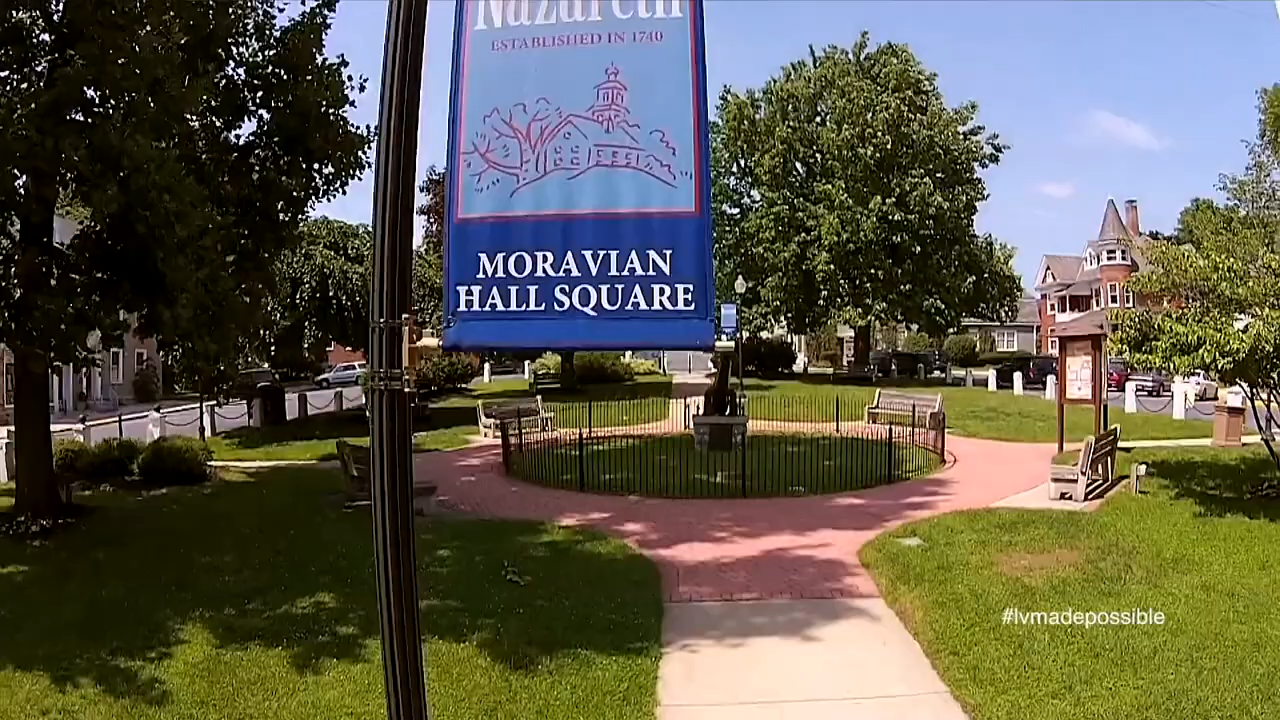 Nazareth
ESTABLISHED IN 1740
MORAVIAN
HALL SQUARE
#lvmadepossible